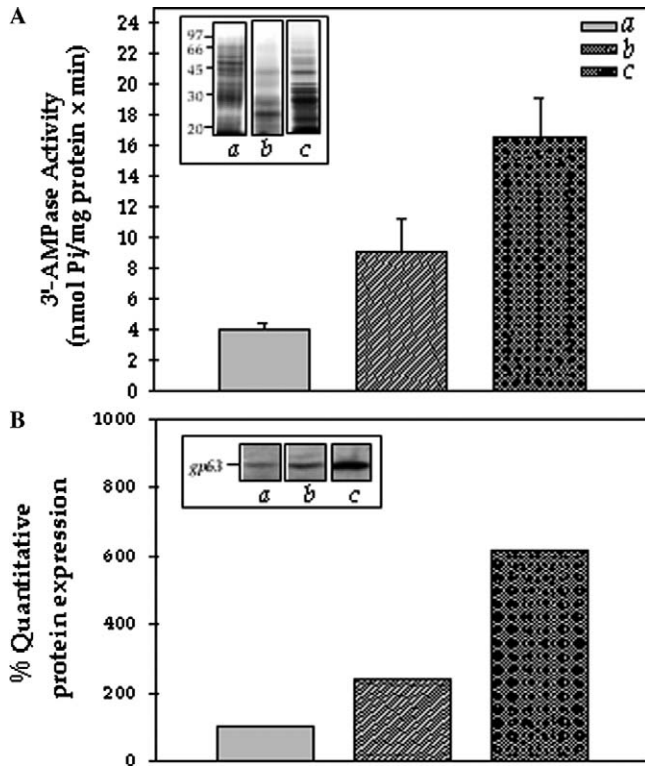 A
3'-AMPase Activity
(nmol Pi/mg protein x min)
24
22
20
18
16
14
12
10
8
6
4
2
0
97
66
45
30
20
a b c
a
b
c
B
% Quantitative
protein expression
1000
800
600
400
200
0
gp63
a b c